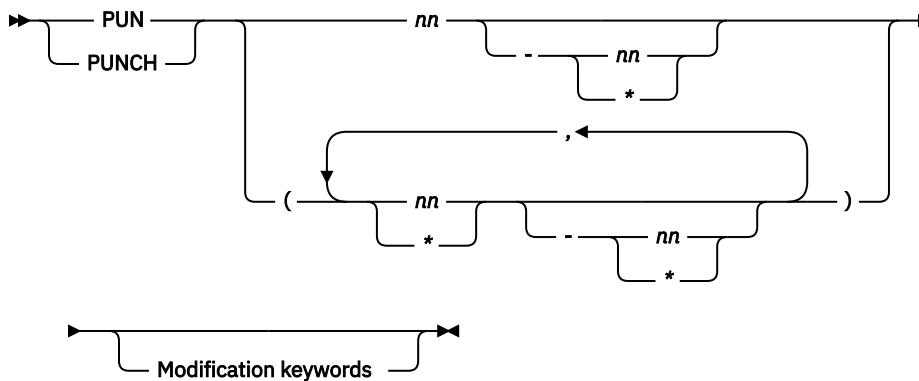 PUN nn
PUNCH - nn
*
,
( nn )
* - nn
*
Modification keywords